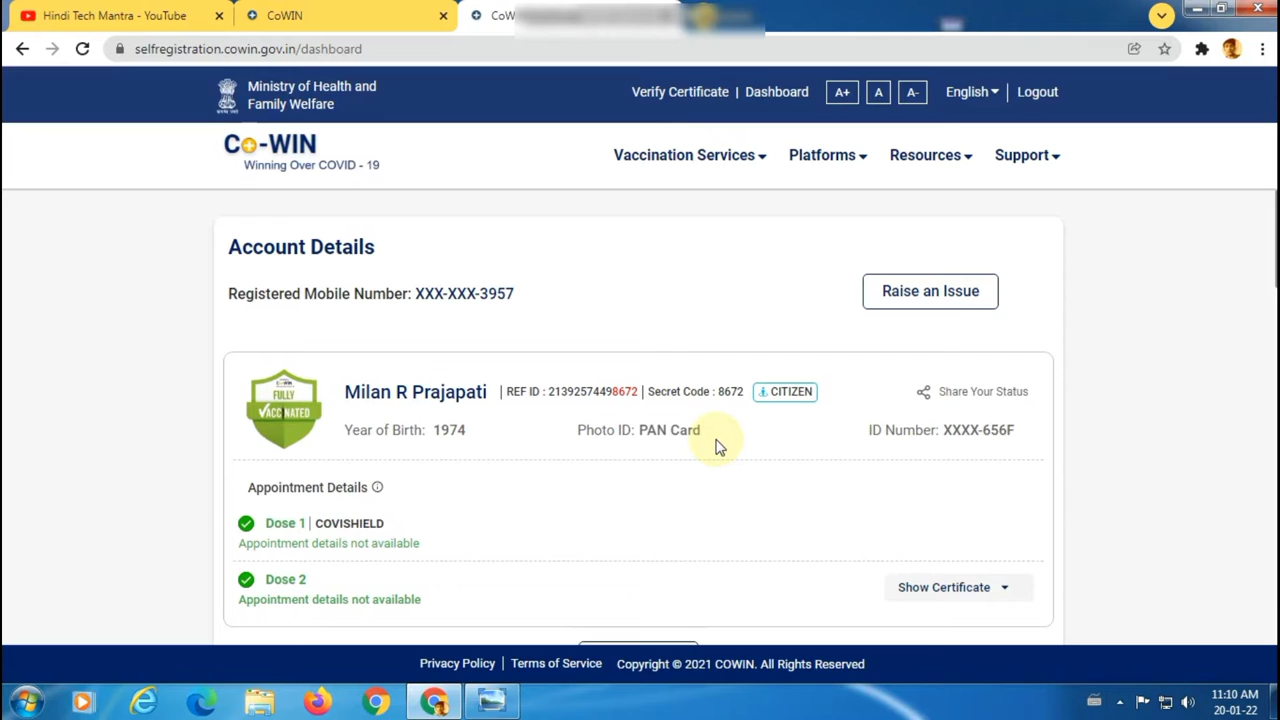 Hindi Tech Mantra - YouTube
CoWIN
selfregistration.cowin.gov.in/dashboard
Ministry of Health and
Family Welfare
Verify Certificate | Dashboard A+ A A- English Logout
Co-WIN
Winning Over COVID - 19
Vaccination Services Platforms Resources Support
Account Details
Registered Mobile Number: XXX-XXX-3957
Raise an Issue
FULLY
VACCINATED
Milan R Prajapati | REF ID : 21392574498672 | Secret Code : 8672 CITIZEN
Share Your Status
Year of Birth: 1974 Photo ID: PAN Card ID Number: XXXX-656F
Appointment Details
Dose 1 | COVISHIELD
Appointment details not available
Dose 2
Appointment details not available
Show Certificate
Privacy Policy | Terms of Service Copyright © 2021 COWIN. All Rights Reserved
11:10 AM
20-01-22